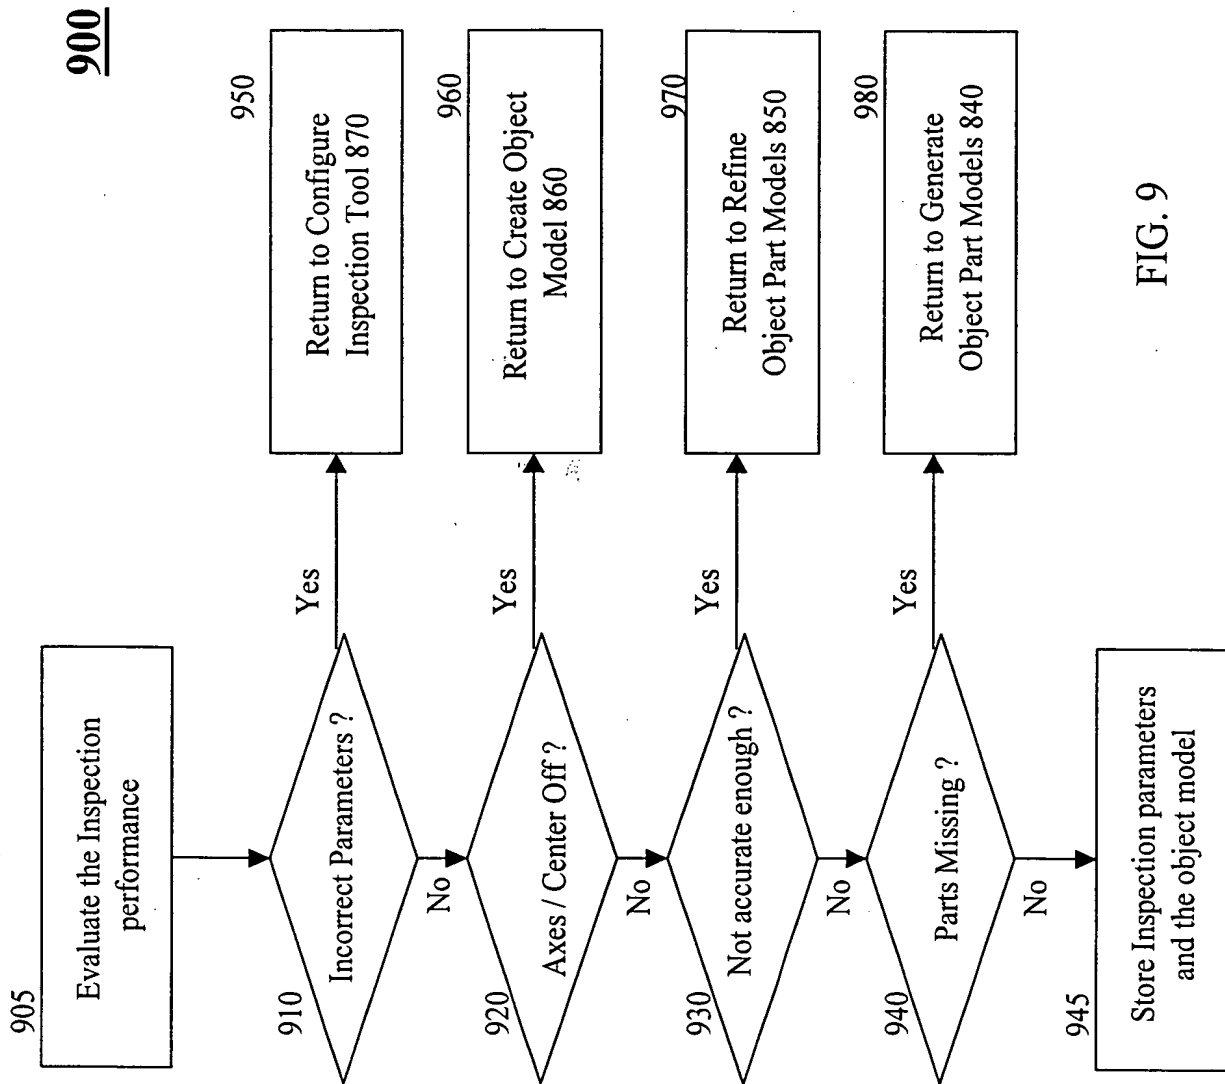 900
905
Evaluate the Inspection
performance
910
Incorrect Parameters ?
Yes
950
Return to Configure
Inspection Tool 870
No
920
Axes / Center Off ?
Yes
960
Return to Create Object
Model 860
No
930
Not accurate enough ?
Yes
970
Return to Refine
Object Part Models 850
No
940
Parts Missing ?
Yes
980
Return to Generate
Object Part Models 840
No
945
Store Inspection parameters
and the object model
FIG. 9